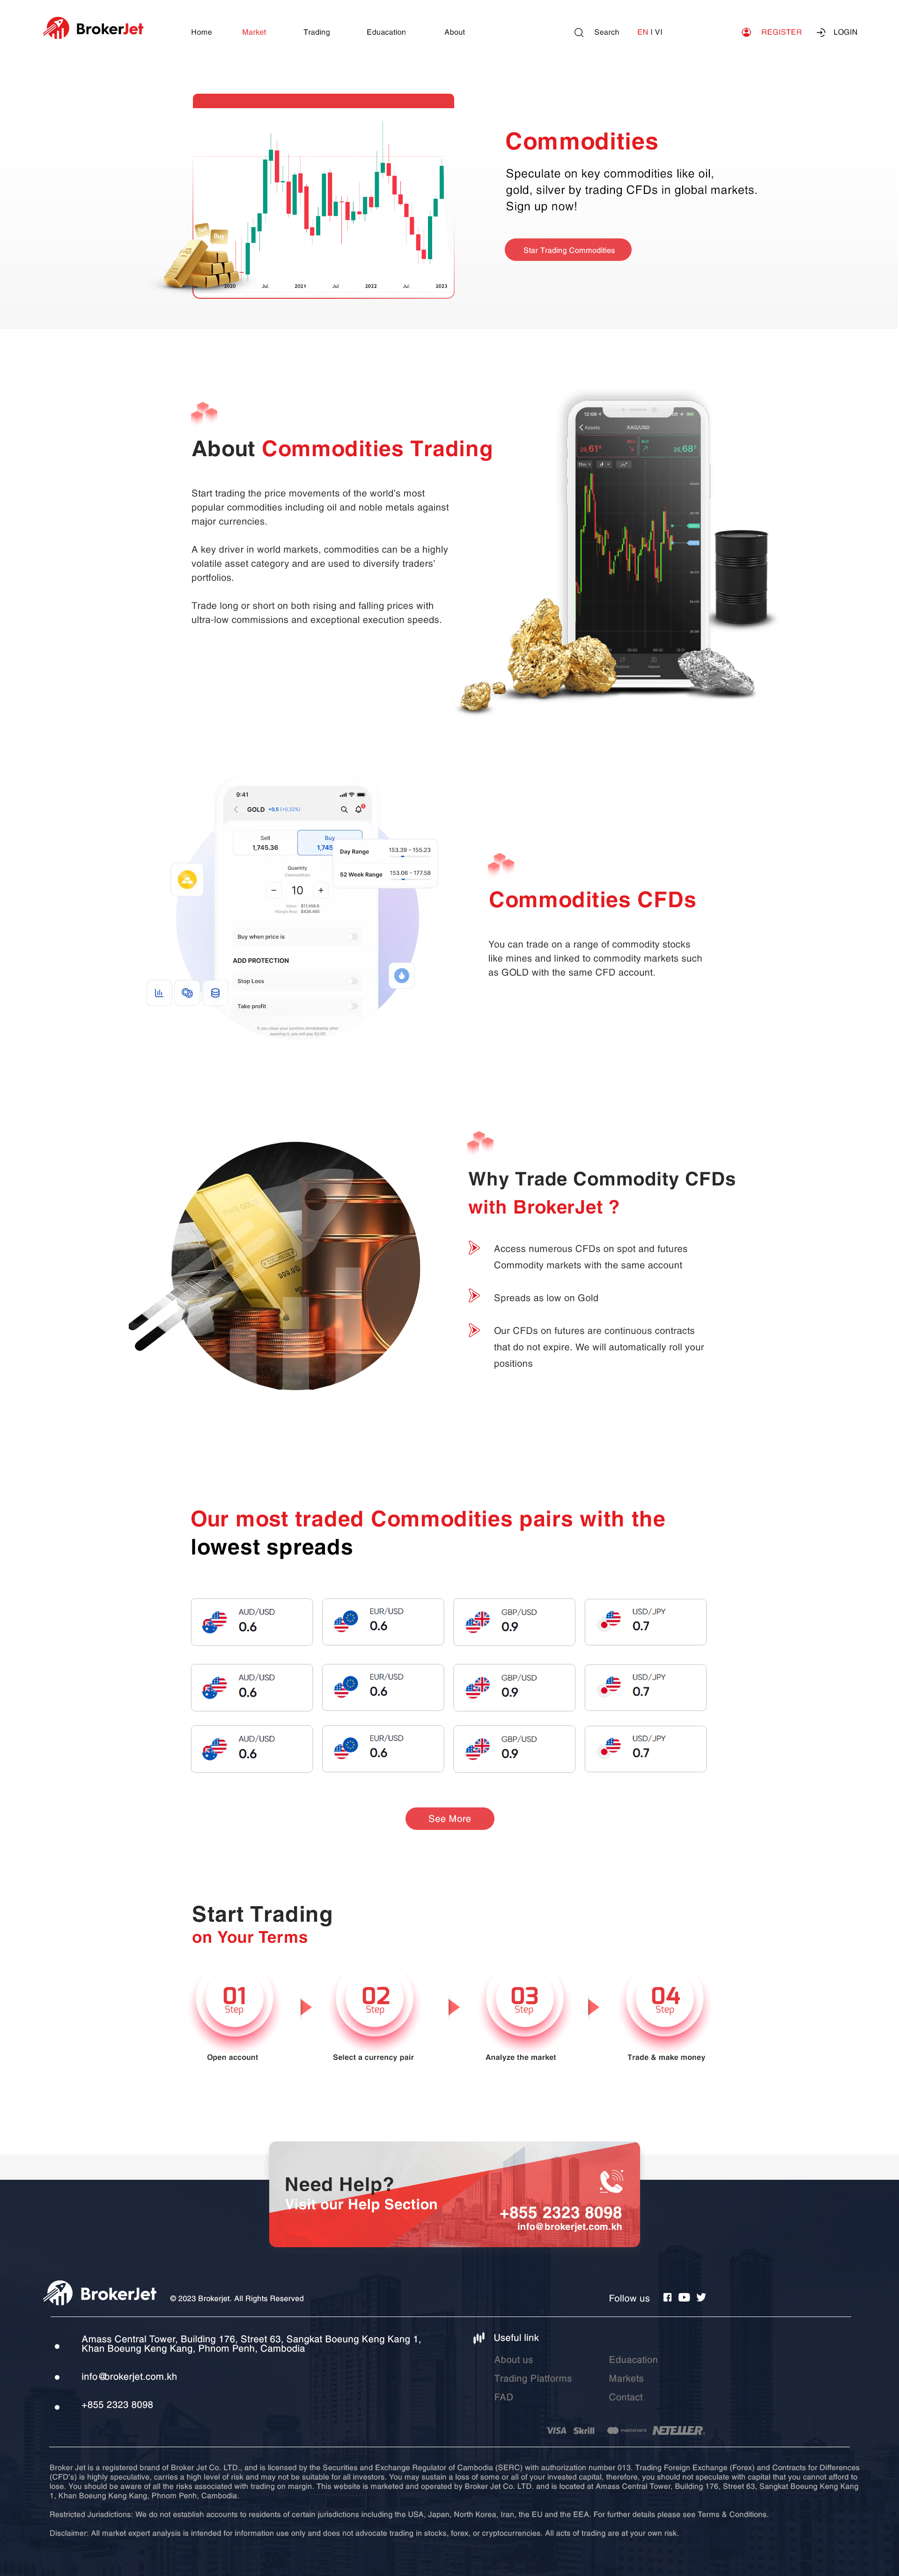 BrokerJet
Home Market Trading Eduacation About Search EN | VI REGISTER LOGIN
Sell
Buy
2020 Jul 2021 Jul 2022 Jul 2023
Commodities
Speculate on key commodities like oil,
gold, silver by trading CFDs in global markets.
Sign up now!
Star Trading Commodities
About Commodities Trading
Start trading the price movements of the world's most
popular commodities including oil and noble metals against
major currencies.
A key driver in world markets, commodities can be a highly
volatile asset category and are used to diversify traders'
portfolios.
Trade long or short on both rising and falling prices with
ultra-low commissions and exceptional execution speeds.
12:06
Assets XAG/USD
9:41
GOLD +0,5 (+0,32%)
Sell Buy
1,745.36 1,745
Day Range 153.39 - 155.23
52 Week Range 153.06 - 177.58
Quantity
Commodities
10
Buy when price is
ADD PROTECTION
Stop Loss
Take profit
If you close your position immediately after
opening it, you will pay $3.00
Commodities CFDs
You can trade on a range of commodity stocks
like mines and linked to commodity markets such
as GOLD with the same CFD account.
FINE GOLD
999.9
Why Trade Commodity CFDs
with BrokerJet ?
Access numerous CFDs on spot and futures
Commodity markets with the same account
Spreads as low on Gold
Our CFDs on futures are continuous contracts
that do not expire. We will automatically roll your
positions
Our most traded Commodities pairs with the
lowest spreads
AUD/USD EUR/USD GBP/USD USD/JPY
0.6 0.6 0.9 0.7
AUD/USD EUR/USD GBP/USD USD/JPY
0.6 0.6 0.9 0.7
AUD/USD EUR/USD GBP/USD USD/JPY
0.6 0.6 0.9 0.7
See More
Start Trading
on Your Terms
01 02 03 04
Step Step Step Step
Open account Select a currency pair Analyze the market Trade & make money
Need Help?
Visit our Help Section
+855 2323 8098
info@brokerjet.com.kh
BrokerJet © 2023 Brokerjet. All Rights Reserved Follow us
Amass Central Tower, Building 176, Street 63, Sangkat Boeung Keng Kang 1,
Khan Boeung Keng Kang, Phnom Penh, Cambodia
info@brokerjet.com.kh
+855 2323 8098
Useful link
About us Eduacation
Trading Platforms Markets
FAD Contact
VISA Skrill mastercard NETELLER
Broker Jet is a registered brand of Broker Jet Co. LTD., and is licensed by the Securities and Exchange Regulator of Cambodia (SERC) with authorization number 013. Trading Foreign Exchange (Forex) and Contracts for Differences
(CFD's) is highly speculative, carries a high level of risk and may not be suitable for all investors. You may sustain a loss of some or all of your invested capital, therefore, you should not speculate with capital that you cannot afford to
lose. You should be aware of all the risks associated with trading on margin. This website is marketed and operated by Broker Jet Co. LTD. and is located at Amass Central Tower, Building 176, Street 63, Sangkat Boeung Keng Kang
1, Khan Boeung Keng Kang, Phnom Penh, Cambodia.
Restricted Jurisdictions: We do not establish accounts to residents of certain jurisdictions including the USA, Japan, North Korea, Iran, the EU and the EEA. For further details please see Terms & Conditions.
Disclaimer: All market expert analysis is intended for information use only and does not advocate trading in stocks, forex, or cryptocurrencies. All acts of trading are at your own risk.